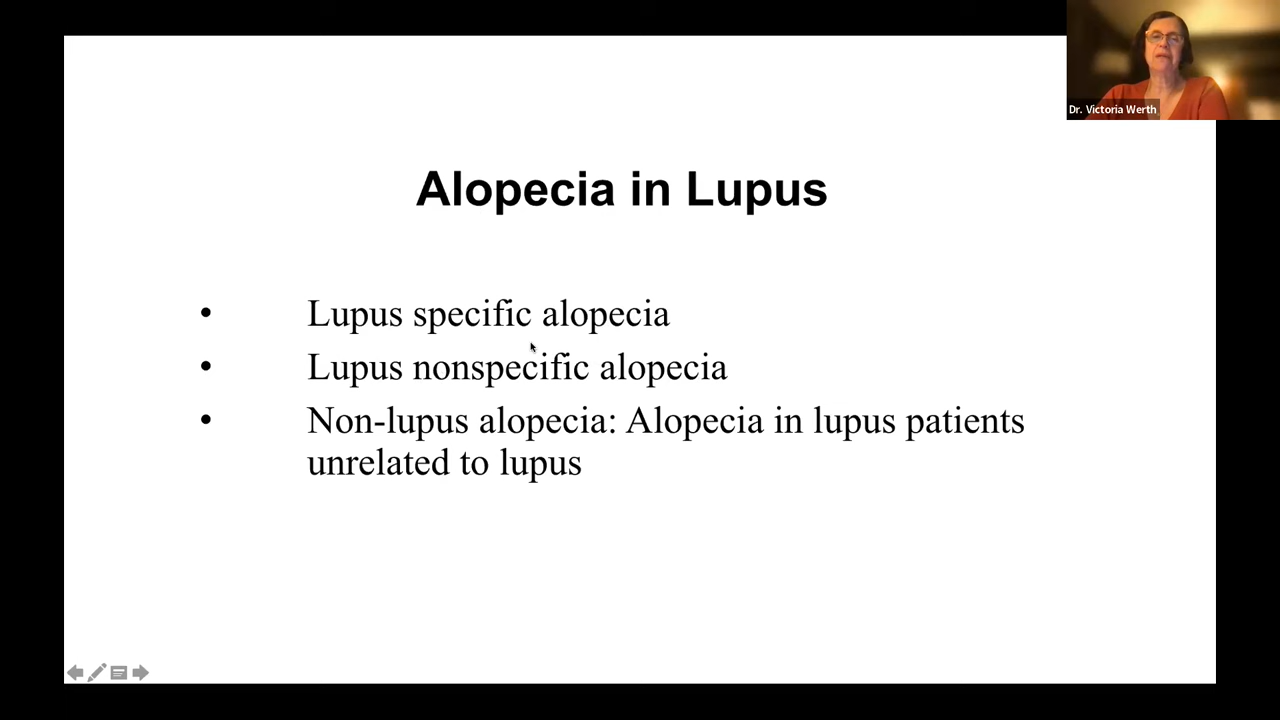 Dr. Victoria Werth
Alopecia in Lupus
• Lupus specific alopecia
• Lupus nonspecific alopecia
• Non-lupus alopecia: Alopecia in lupus patients
unrelated to lupus